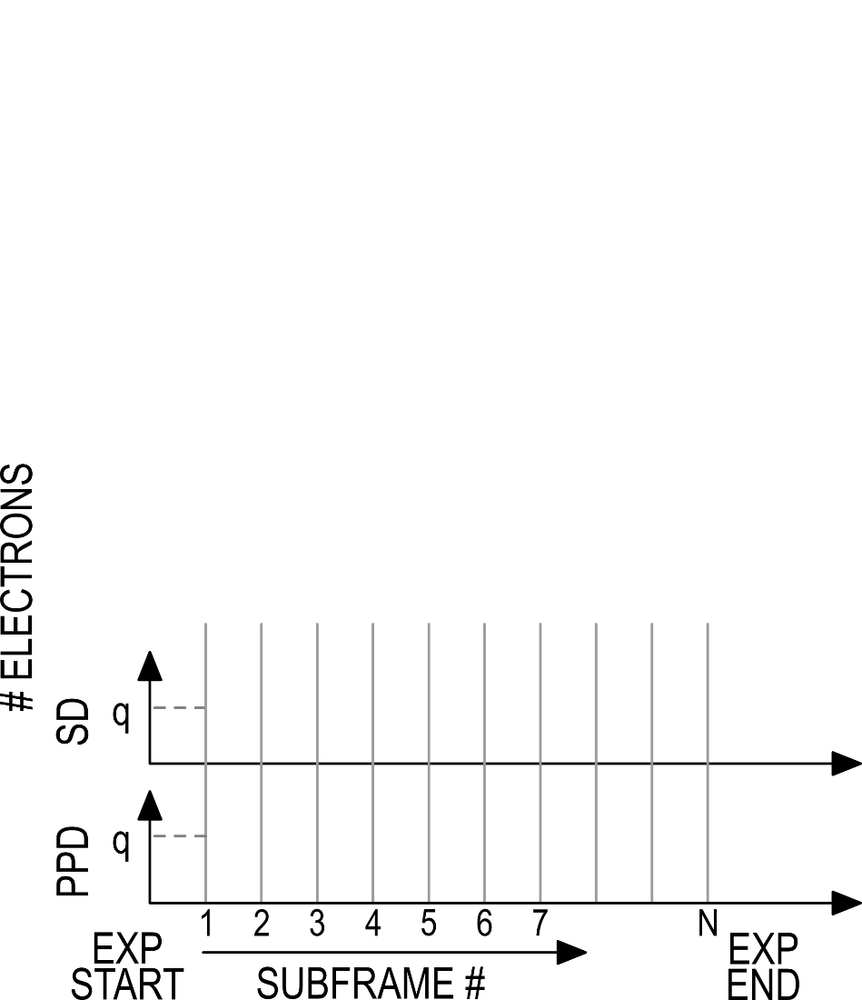 # ELECTRONS
SD
q
PPD
q
1 2 3 4 5 6 7 N
EXP
START
SUBFRAME #
EXP
END